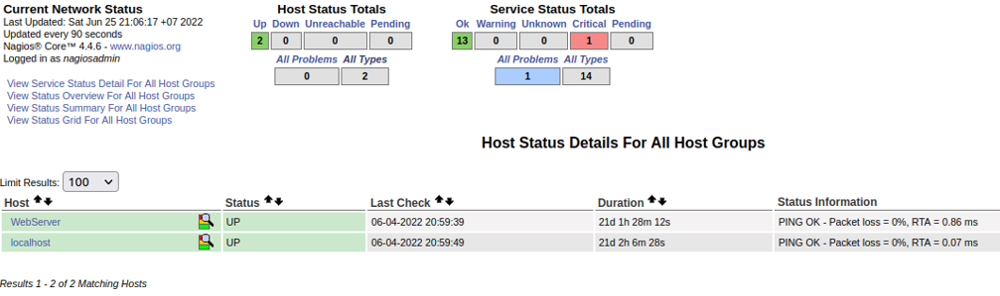 Current Network Status
Last Updated: Sat Jun 25 21:06:17 +07 2022
Updated every 90 seconds
Nagios® Core™ 4.4.6 - www.nagios.org
Logged in as nagiosadmin
View Service Status Detail For All Host Groups
View Status Overview For All Host Groups
View Status Summary For All Host Groups
View Status Grid For All Host Groups
Host Status Totals
Up Down Unreachable Pending
2 0 0 0
All Problems All Types
0 2
Service Status Totals
Ok Warning Unknown Critical Pending
13 0 0 1 0
All Problems All Types
1 14
Host Status Details For All Host Groups
Limit Results: 100
Host Status Last Check Duration Status Information
WebServer UP 06-04-2022 20:59:39 21d 1h 28m 12s PING OK - Packet loss = 0%, RTA = 0.86 ms
localhost UP 06-04-2022 20:59:49 21d 2h 6m 28s PING OK - Packet loss = 0%, RTA = 0.07 ms
Results 1 - 2 of 2 Matching Hosts